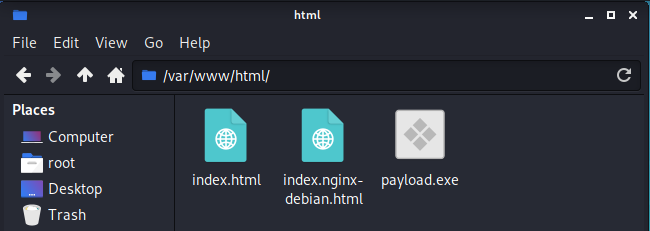 html
File Edit View Go Help
/var/www/html/
Places
Computer
root
Desktop
Trash
index.html
index.nginx-
debian.html
payload.exe